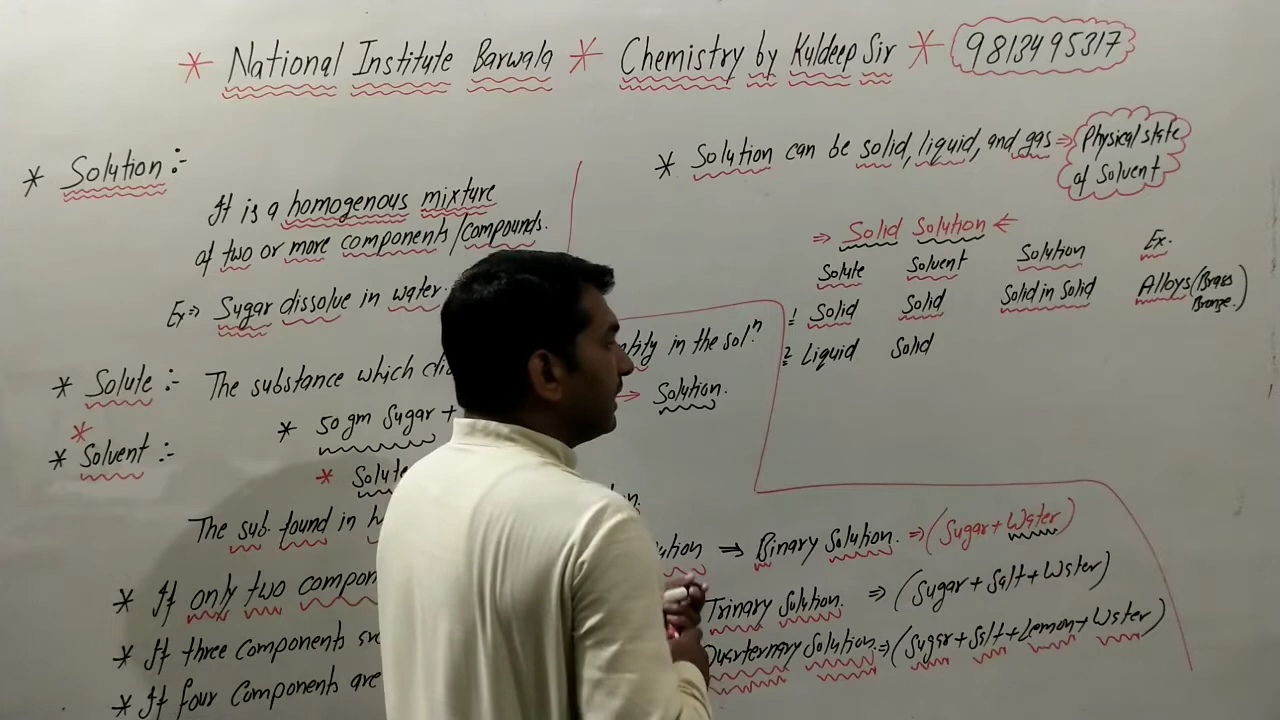 * National Institute Barwala * Chemistry by Kuldeep Sir * 9813495317
* Solution :-
It is a homogenous mixture
of two or more components/compounds.
Ex ⇒ Sugar dissolve in water.
* Solute :- The substance which in the solⁿ
* 50 gm Sugar + → Solution.
*
* Solvent :-
* Solute
The sub. found in
* If only two ⇒ Binary Solution. ⇒ (Sugar + Water)
* If three components Trinary Solution. ⇒ (Sugar + Salt + Water)
* If four Components are Quarternary Solution. ⇒ (Sugar + Salt + Lemon + Water)
* Solution can be solid, liquid, and gas ⇒ Physical state
of Solvent
⇒ Solid Solution ⇐
Solute Solvent Solution Ex.
1. Solid Solid Solid in Solid Alloys (Brass
Bronze.)
2. Liquid Solid